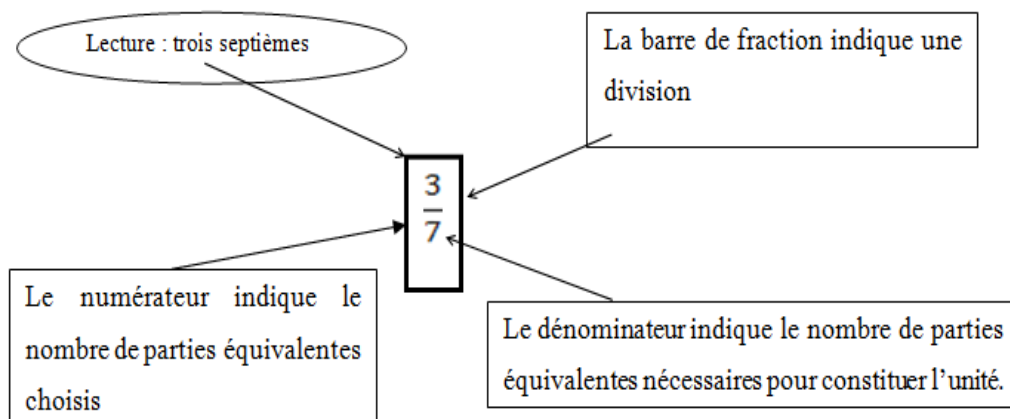 Lecture : trois septièmes
La barre de fraction indique une
division
3
7
Le numérateur indique le
nombre de parties équivalentes
choisis
Le dénominateur indique le nombre de parties
équivalentes nécessaires pour constituer l’unité.